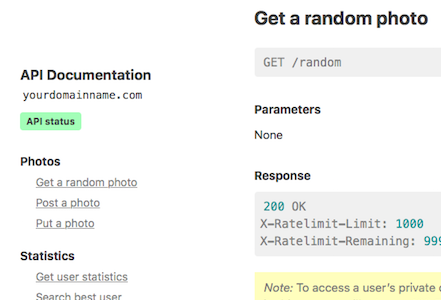 API Documentation
yourdomainname.com
API status
Photos
Get a random photo
Post a photo
Put a photo
Statistics
Get user statistics
Search best user
Get a random photo
GET /random
Parameters
None
Response
200 OK
X-Ratelimit-Limit: 1000
X-Ratelimit-Remaining: 999
Note: To access a user's private